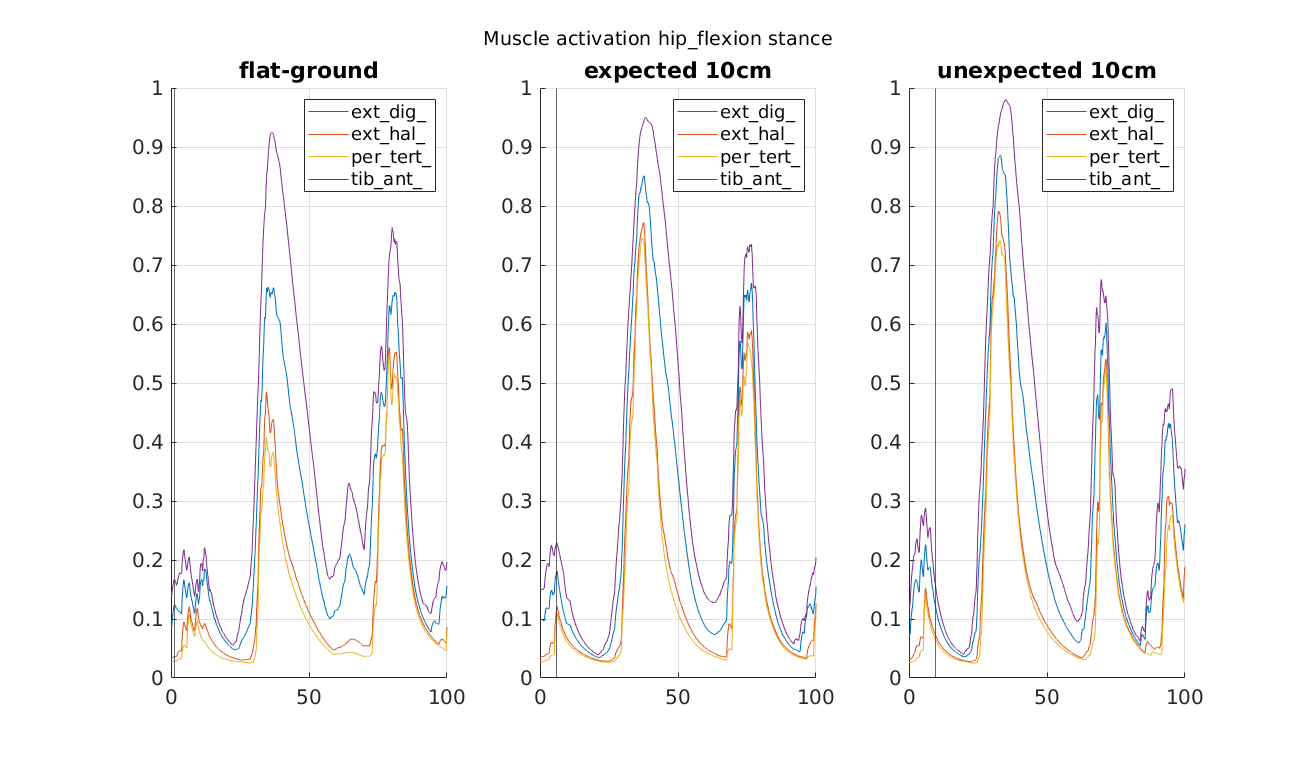 Muscle activation hip_flexion stance
flat-ground
expected 10cm
unexpected 10cm
1
0.9
0.8
0.7
0.6
0.5
0.4
0.3
0.2
0.1
0
0
50
100
ext_dig_
ext_hal_
per_tert_
tib_ant_
1
0.9
0.8
0.7
0.6
0.5
0.4
0.3
0.2
0.1
0
0
50
100
ext_dig_
ext_hal_
per_tert_
tib_ant_
1
0.9
0.8
0.7
0.6
0.5
0.4
0.3
0.2
0.1
0
0
50
100
ext_dig_
ext_hal_
per_tert_
tib_ant_